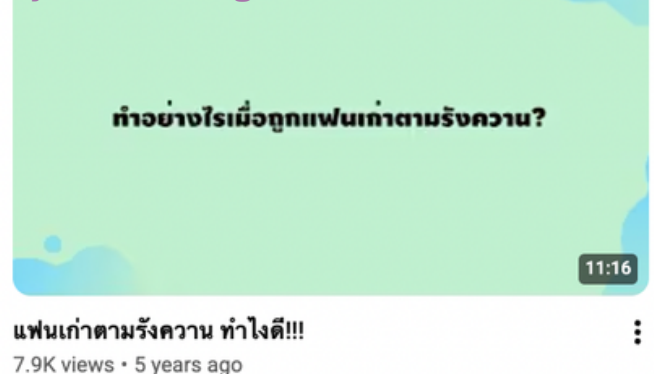 ทำอย่างไรเมื่อถูกแฟนเก่าตามรังควาน?
11:16
แฟนเก่าตามรังควาน ทำไงดี!!!
7.9K views • 5 years ago